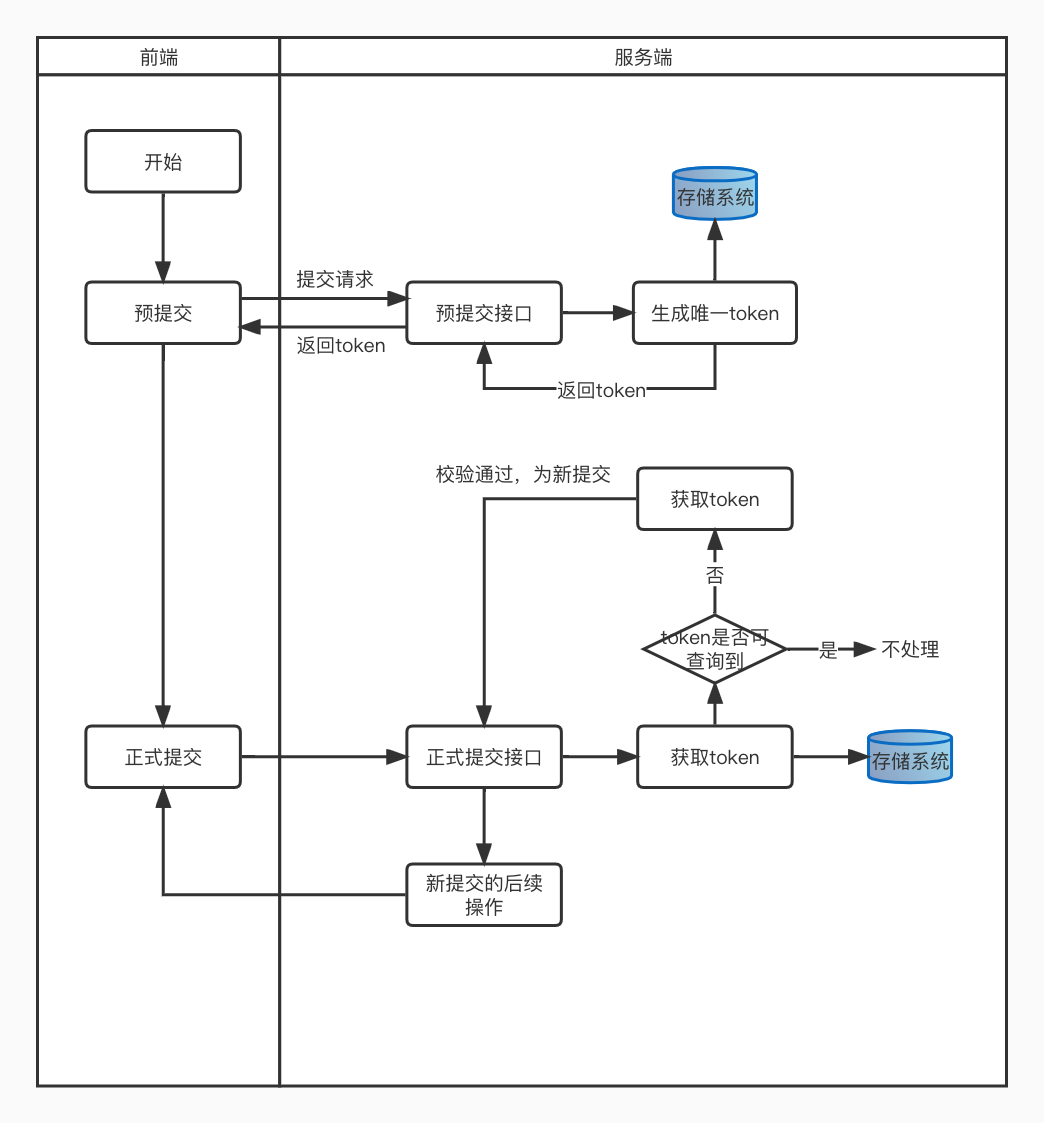 前端
服务端
开始
存储系统
提交请求
预提交
预提交接口
生成唯一token
返回token
返回token
校验通过，为新提交
获取token
否
token是否可
查询到
是
不处理
正式提交
正式提交接口
获取token
存储系统
新提交的后续
操作